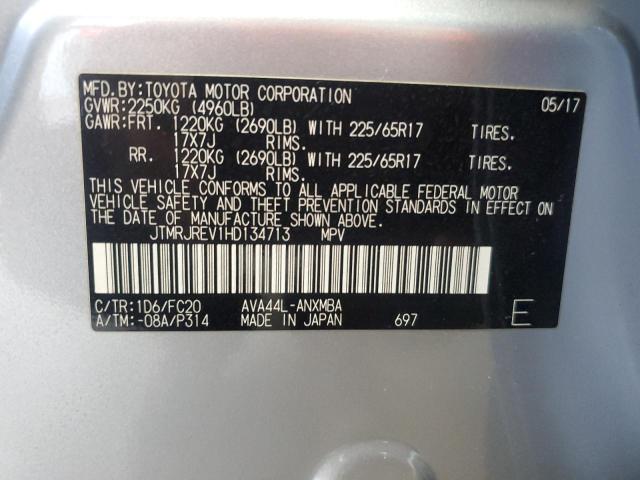 MFD.BY:TOYOTA MOTOR CORPORATION 05/17
GVWR:2250KG (4960LB)
GAWR:FRT. 1220KG (2690LB) WITH 225/65R17 TIRES.
17X7J RIMS.
RR. 1220KG (2690LB) WITH 225/65R17 TIRES.
17X7J RIMS.
THIS VEHICLE CONFORMS TO ALL APPLICABLE FEDERAL MOTOR
VEHICLE SAFETY AND THEFT PREVENTION STANDARDS IN EFFECT ON
THE DATE OF MANUFACTURE SHOWN ABOVE.
JTMRJREV1HD134713 MPV
C/TR:1D6/FC20 AVA44L-ANXMBA
A/TM:-08A/P314 MADE IN JAPAN 697 E